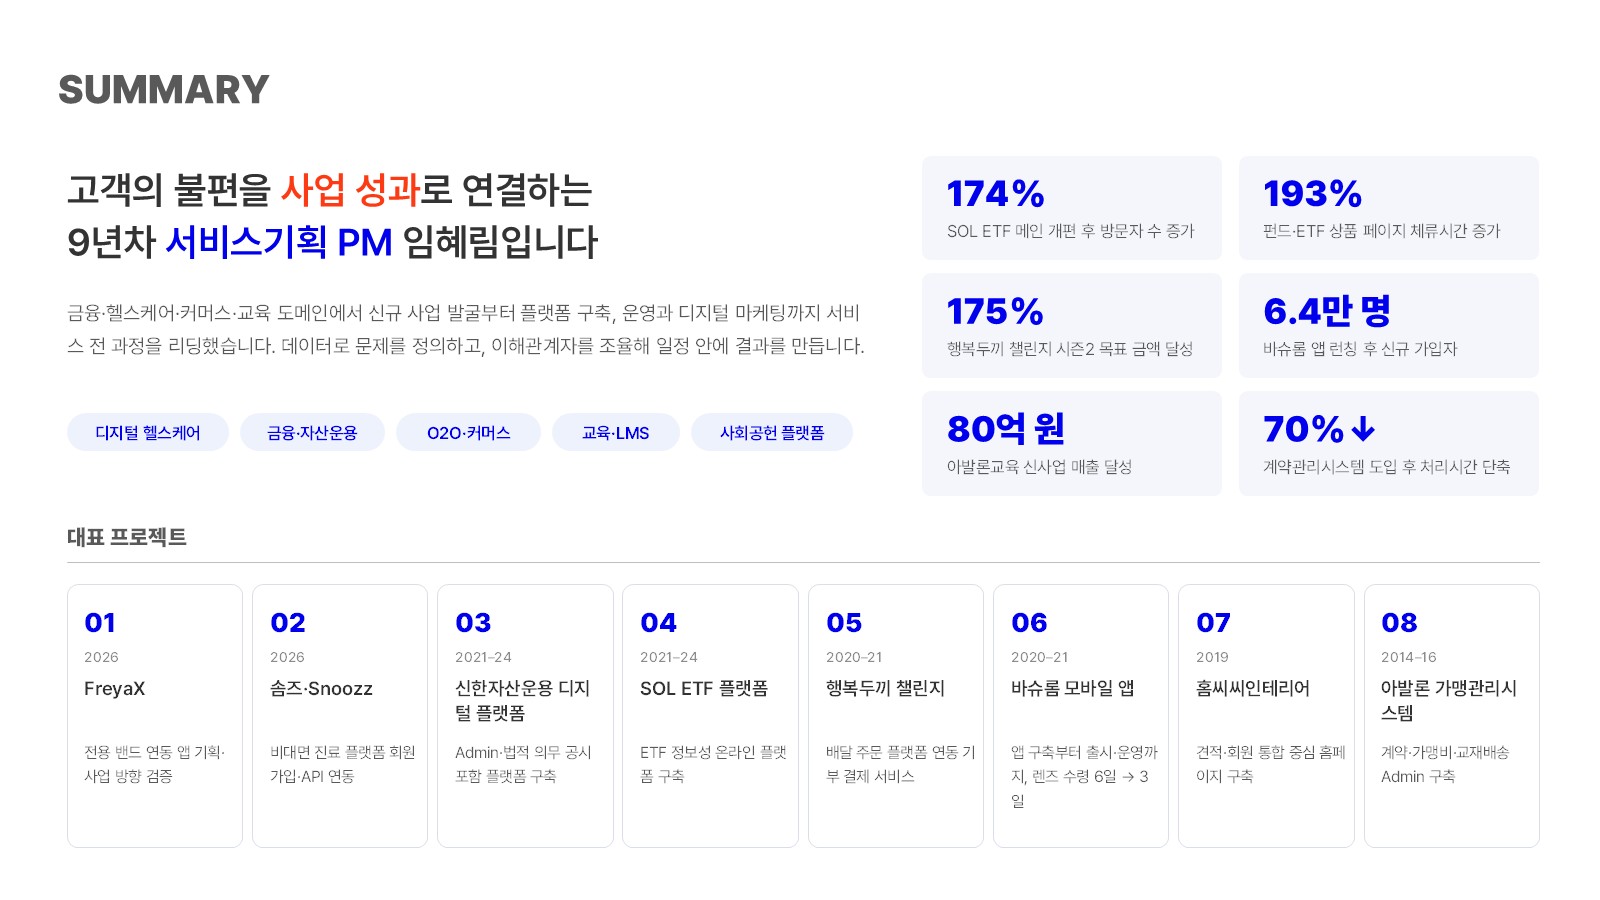 SUMMARY
고객의 불편을 사업 성과로 연결하는
9년차 서비스기획 PM 임혜림입니다
금융·헬스케어·커머스·교육 도메인에서 신규 사업 발굴부터 플랫폼 구축, 운영과 디지털 마케팅까지 서비
스 전 과정을 리딩했습니다. 데이터로 문제를 정의하고, 이해관계자를 조율해 일정 안에 결과를 만듭니다.
디지털 헬스케어
금융·자산운용
O2O·커머스
교육·LMS
사회공헌 플랫폼
174%
SOL ETF 메인 개편 후 방문자 수 증가
193%
펀드·ETF 상품 페이지 체류시간 증가
175%
행복두끼 챌린지 시즌2 목표 금액 달성
6.4만 명
바슈롬 앱 런칭 후 신규 가입자
80억 원
아발론교육 신사업 매출 달성
70%↓
계약관리시스템 도입 후 처리시간 단축
대표 프로젝트
01
2026
FreyaX
전용 밴드 연동 앱 기획·
사업 방향 검증
02
2026
솜즈·Snoozz
비대면 진료 플랫폼 회원
가입·API 연동
03
2021–24
신한자산운용 디지
털 플랫폼
Admin·법적 의무 공시
포함 플랫폼 구축
04
2021–24
SOL ETF 플랫폼
ETF 정보성 온라인 플랫
폼 구축
05
2020–21
행복두끼 챌린지
배달 주문 플랫폼 연동 기
부 결제 서비스
06
2020–21
바슈롬 모바일 앱
앱 구축부터 출시·운영까
지, 렌즈 수령 6일 → 3
일
07
2019
홈씨씨인테리어
견적·회원 통합 중심 홈페
이지 구축
08
2014–16
아발론 가맹관리시
스템
계약·가맹비·교재배송
Admin 구축